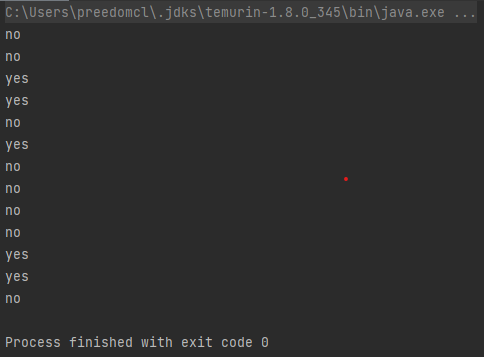 C:\Users\preedomcl\.jdks\temurin-1.8.0_345\bin\java.exe ...
no
no
yes
yes
no
yes
no
no
no
no
yes
yes
no
Process finished with exit code 0